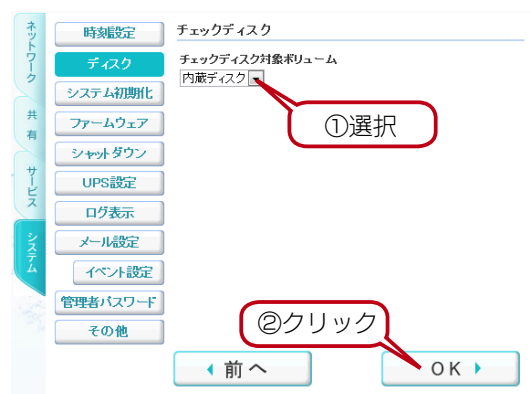 ネットワーク
共有
サービス
システム
時刻設定
ディスク
システム初期化
ファームウェア
シャットダウン
UPS設定
ログ表示
メール設定
イベント設定
管理者パスワード
その他
チェックディスク
チェックディスク対象ボリューム
内蔵ディスク
①選択
②クリック
前へ
OK